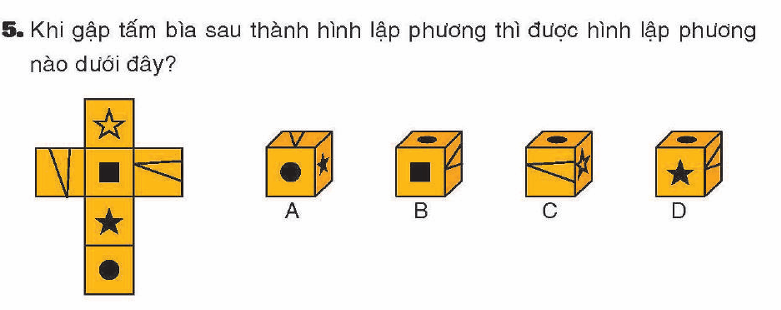 5. Khi gập tấm bìa sau thành hình lập phương thì được hình lập phương
nào dưới đây?
A B C D